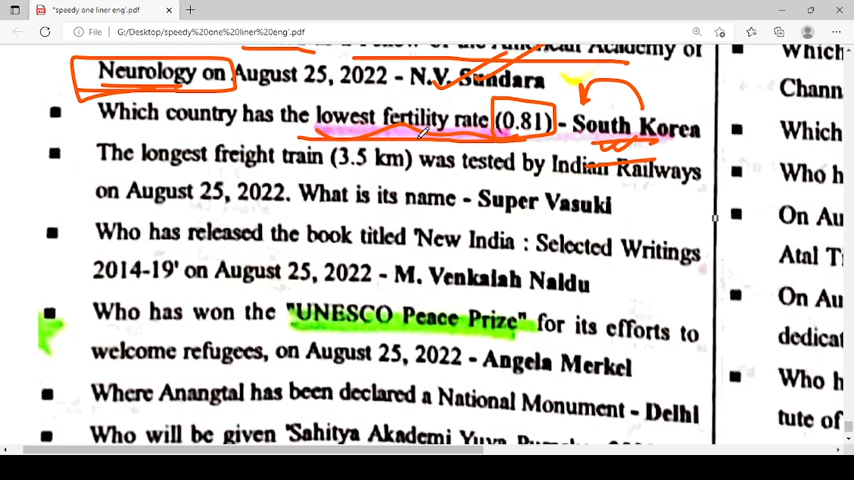 speedy one liner eng'.pdf
File | G:/Desktop/speedy%20one%20liner%20eng'.pdf
Academy of
Neurology on August 25, 2022 - N.V. Sundara
■ Which country has the lowest fertility rate (0.81) - South Korea
■ The longest freight train (3.5 km) was tested by Indian Railways
on August 25, 2022. What is its name - Super Vasuki
■ Who has released the book titled 'New India : Selected Writings
2014-19' on August 25, 2022 - M. Venkaiah Naidu
■ Who has won the "UNESCO Peace Prize" for its efforts to
welcome refugees, on August 25, 2022 - Angela Merkel
■ Where Anangtal has been declared a National Monument - Delhi
■ Who will be given 'Sahitya Akademi Yuva
■ Which
Chann
■ Which
■ Who h
■ On Au
Atal T
■ On Au
dedicat
■ Who h
tute of